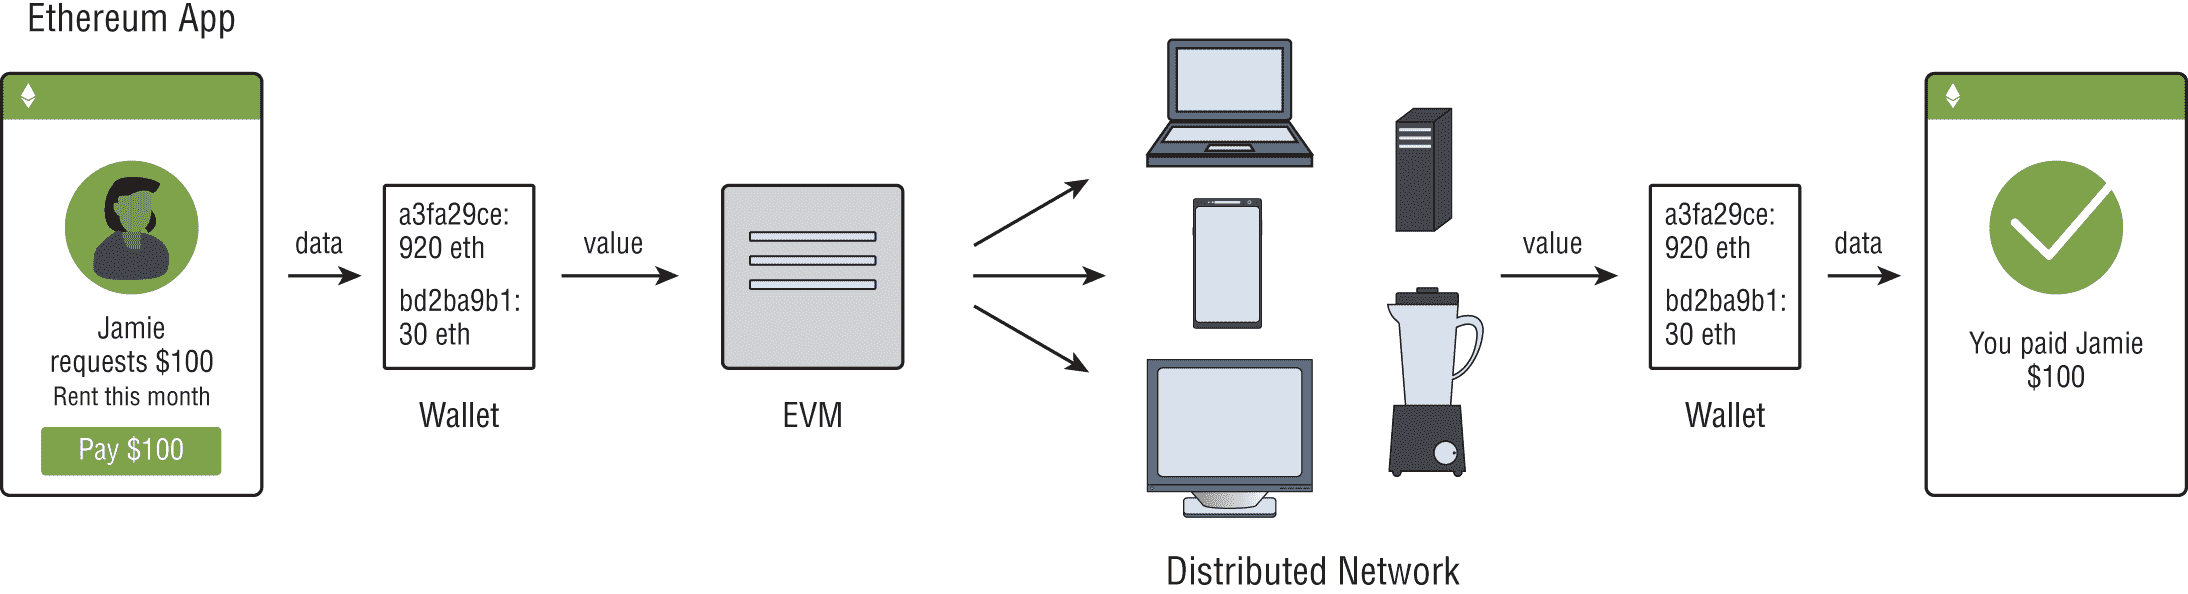 Ethereum App
Jamie
requests $100
Rent this month
Pay $100
data
a3fa29ce:
920 eth
bd2ba9b1:
30 eth
Wallet
value
EVM
Distributed Network
value
a3fa29ce:
920 eth
bd2ba9b1:
30 eth
Wallet
data
You paid Jamie
$100